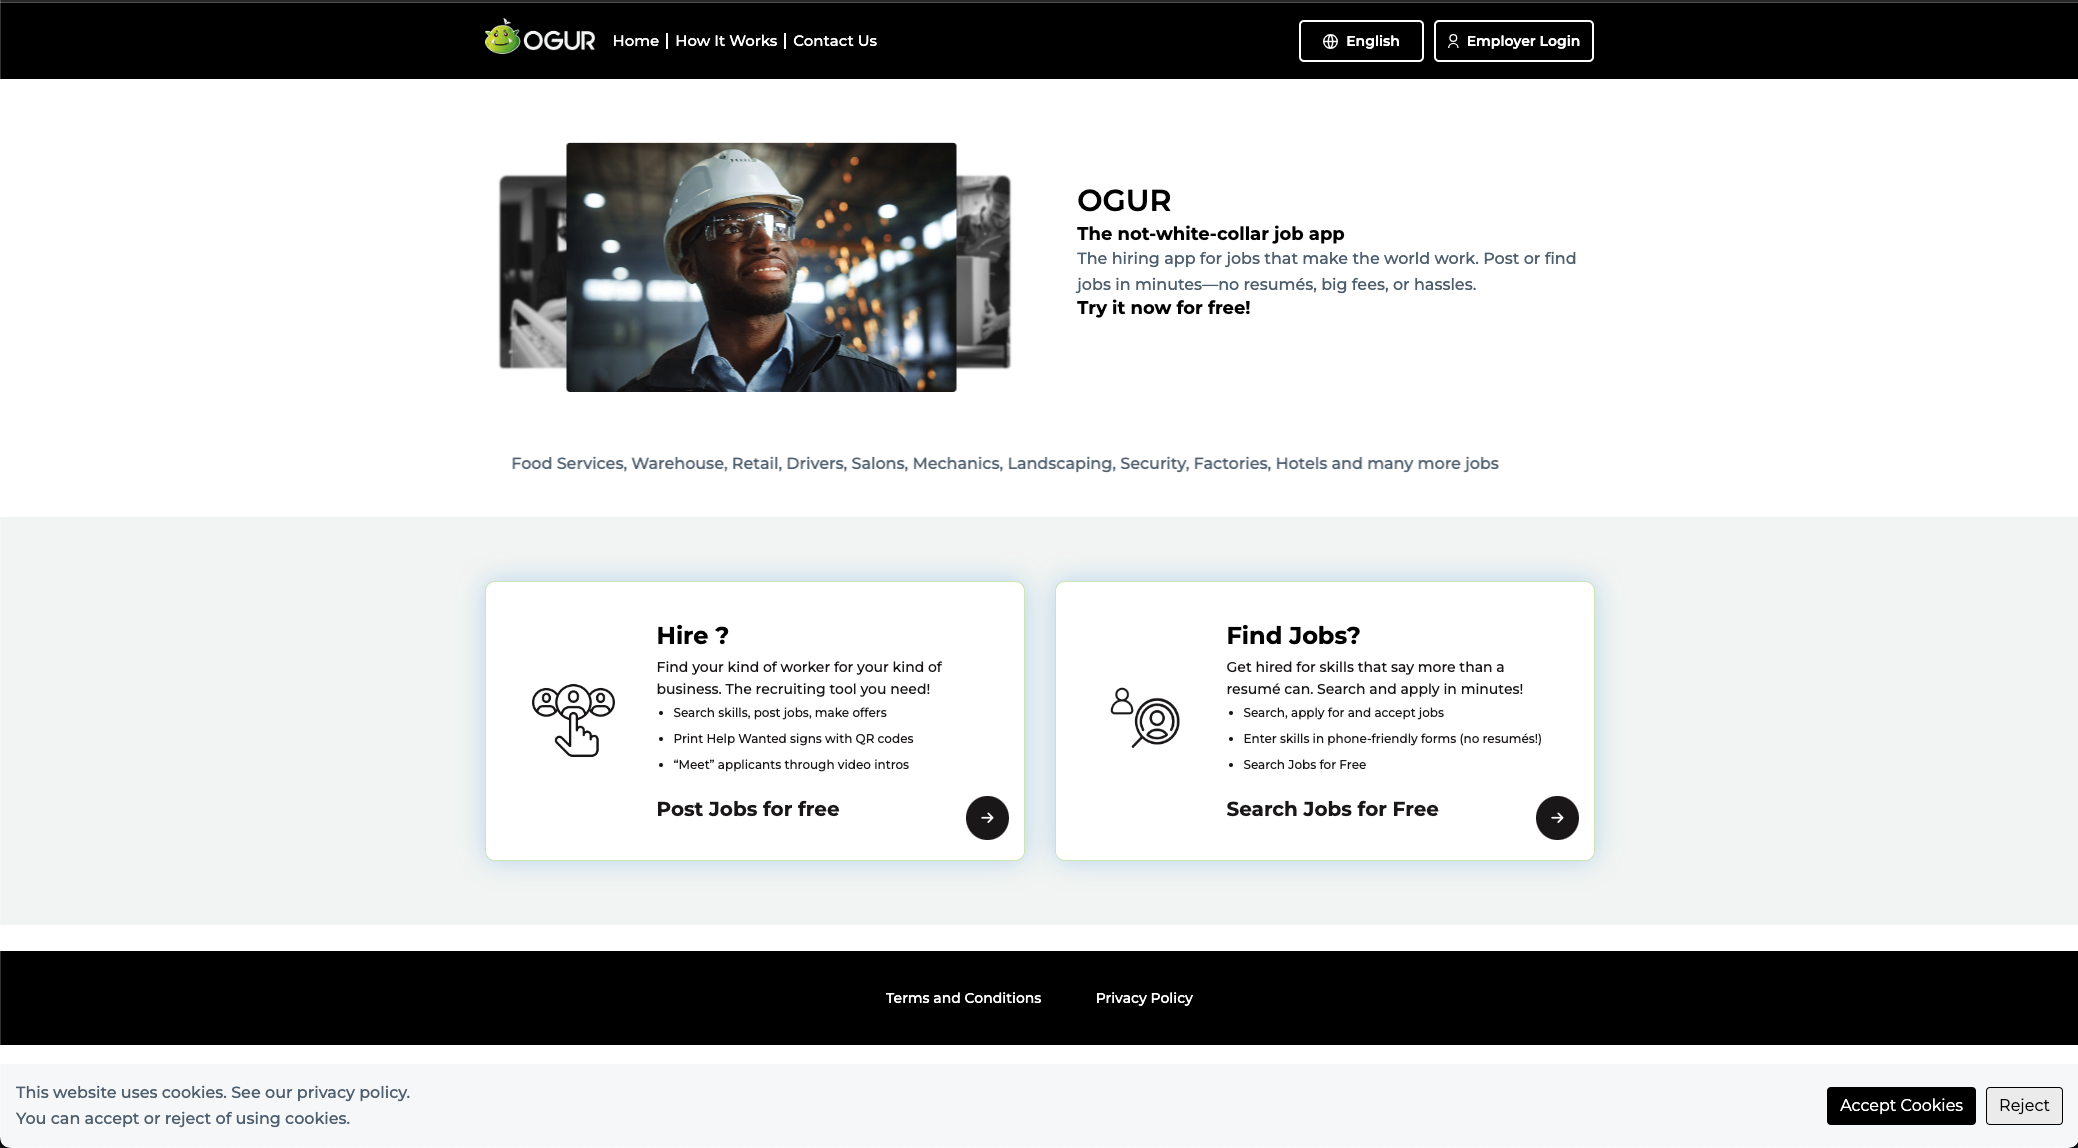 OGUR
Home | How It Works | Contact Us
English
Employer Login
OGUR
The not-white-collar job app
The hiring app for jobs that make the world work. Post or find
jobs in minutes—no resumés, big fees, or hassles.
Try it now for free!
Food Services, Warehouse, Retail, Drivers, Salons, Mechanics, Landscaping, Security, Factories, Hotels and many more jobs
Hire ?
Find your kind of worker for your kind of
business. The recruiting tool you need!
• Search skills, post jobs, make offers
• Print Help Wanted signs with QR codes
• “Meet” applicants through video intros
Post Jobs for free
Find Jobs?
Get hired for skills that say more than a
resumé can. Search and apply in minutes!
• Search, apply for and accept jobs
• Enter skills in phone-friendly forms (no resumés!)
• Search Jobs for Free
Search Jobs for Free
Terms and Conditions
Privacy Policy
This website uses cookies. See our privacy policy.
You can accept or reject of using cookies.
Accept Cookies
Reject